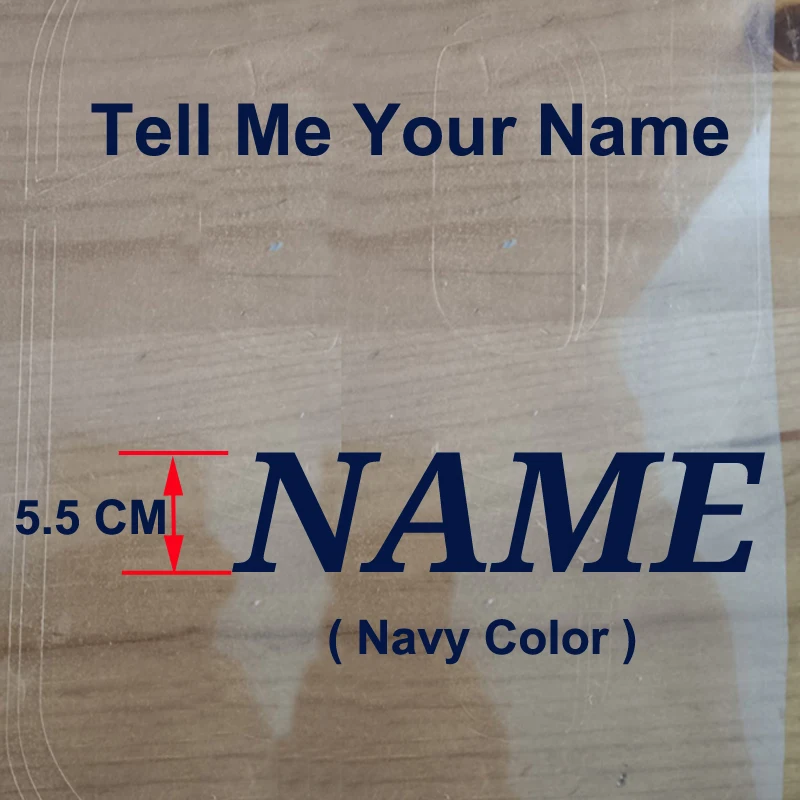 Tell Me Your Name
NAME
5.5 CM
( Navy Color )